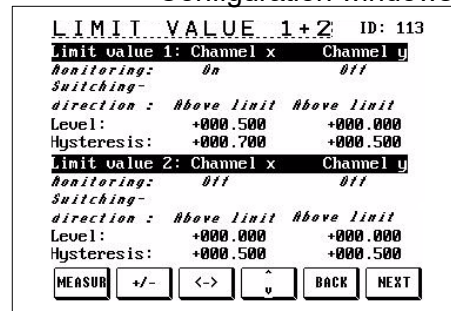 Configuration windows
LIMIT VALUE 1+2 ID: 113
Limit value 1: Channel x Channel y
Monitoring: On Off
Switching-
direction : Above limit Above limit
Level: +000.500 +000.000
Hysteresis: +000.700 +000.500
Limit value 2: Channel x Channel y
Monitoring: Off Off
Switching-
direction : Above limit Above limit
Level: +000.000 +000.000
Hysteresis: +000.500 +000.500
MEASUR +/- <-> ^ v BACK NEXT